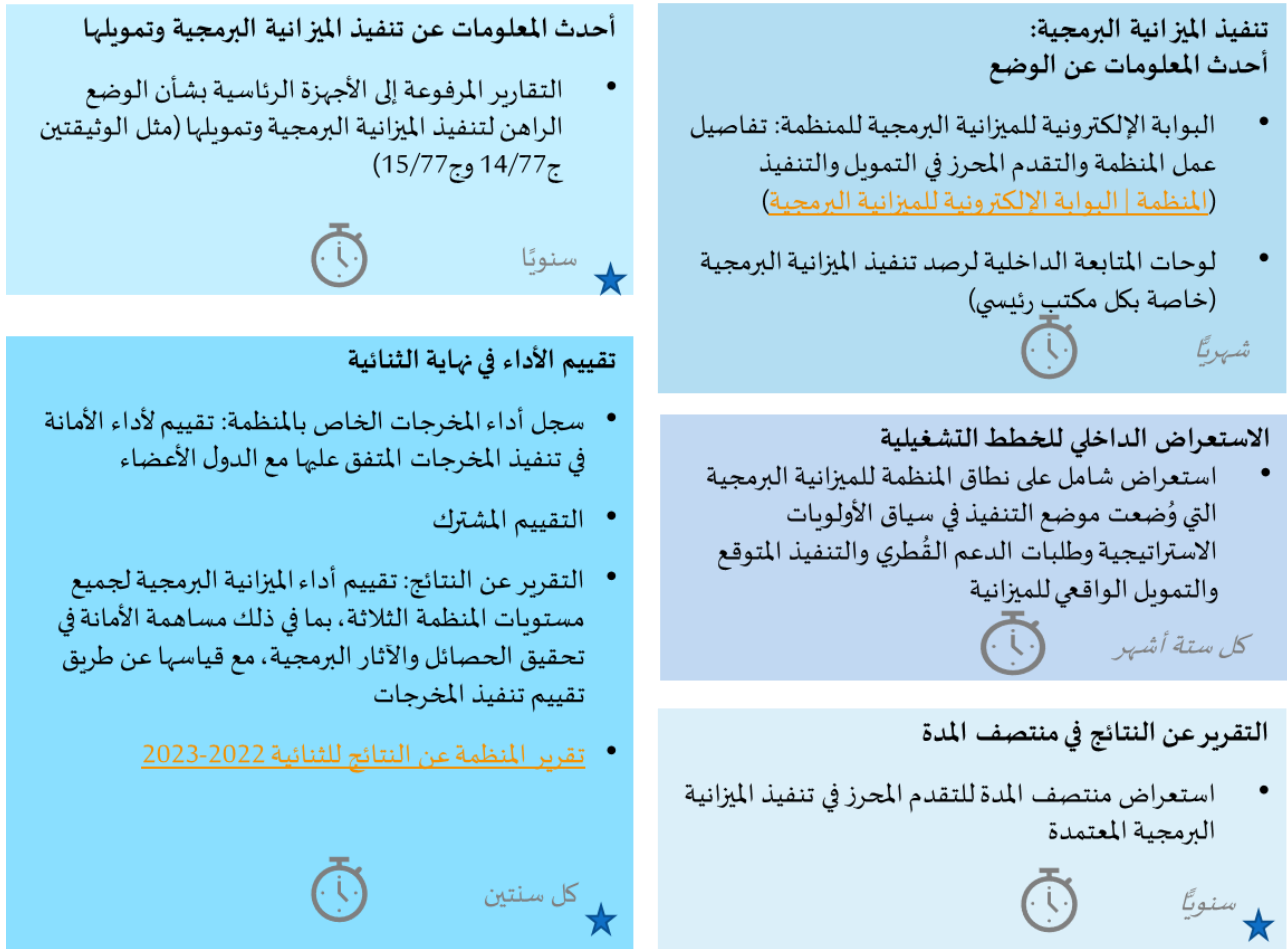 تنفيذ الميزانية البرمجية:
أحدث المعلومات عن الوضع
• البوابة الإلكترونية للميزانية البرمجية للمنظمة: تفاصيل
عمل المنظمة والتقدم المحرز في التمويل والتنفيذ
(المنظمة | البوابة الإلكترونية للميزانية البرمجية)
• لوحات المتابعة الداخلية لرصد تنفيذ الميزانية البرمجية
(خاصة بكل مكتب رئيسي)
شهريًّا
الاستعراض الداخلي للخطط التشغيلية
• استعراض شامل على نطاق المنظمة للميزانية البرمجية
التي وُضعت موضع التنفيذ في سياق الأولويات
الاستراتيجية وطلبات الدعم القُطري والتنفيذ المتوقع
والتمويل الواقعي للميزانية
كل ستة أشهر
التقرير عن النتائج في منتصف المدة
• استعراض منتصف المدة للتقدم المحرز في تنفيذ الميزانية
البرمجية المعتمدة
سنويًّا
أحدث المعلومات عن تنفيذ الميزانية البرمجية وتمويلها
• التقارير المرفوعة إلى الأجهزة الرئاسية بشأن الوضع
الراهن لتنفيذ الميزانية البرمجية وتمويلها (مثل الوثيقتين
ج14/77 وج15/77)
سنويًا
تقييم الأداء في نهاية الثنائية
• سجل أداء المخرجات الخاص بالمنظمة: تقييم لأداء الأمانة
في تنفيذ المخرجات المتفق عليها مع الدول الأعضاء
• التقييم المشترك
• التقرير عن النتائج: تقييم أداء الميزانية البرمجية لجميع
مستويات المنظمة الثلاثة، بما في ذلك مساهمة الأمانة في
تحقيق الحصائل والآثار البرمجية، مع قياسها عن طريق
تقييم تنفيذ المخرجات
• تقرير المنظمة عن النتائج للثنائية 2022-2023
كل سنتين